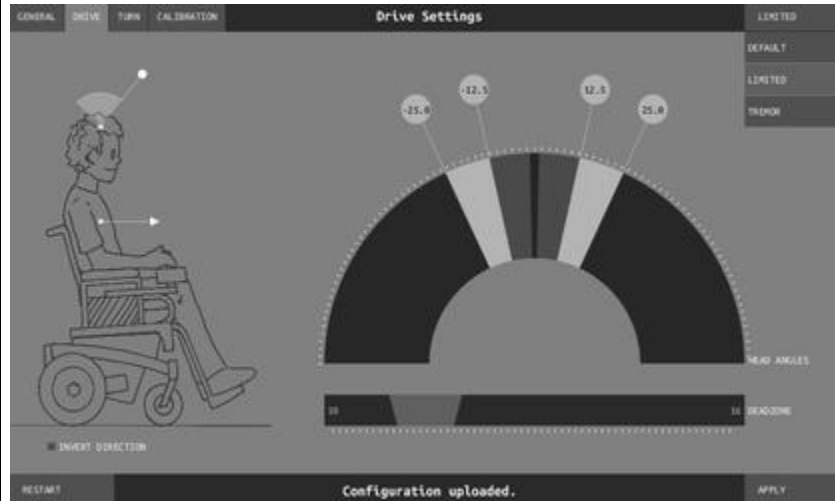 GENERAL DRIVE TURN CALIBRATION Drive Settings LIMITED
DEFAULT
LIMITED
TREMOR
-25.0 -12.5 12.5 25.0
HEAD ANGLES
DEADZONE
INVERT DIRECTION
RESTART Configuration uploaded. APPLY